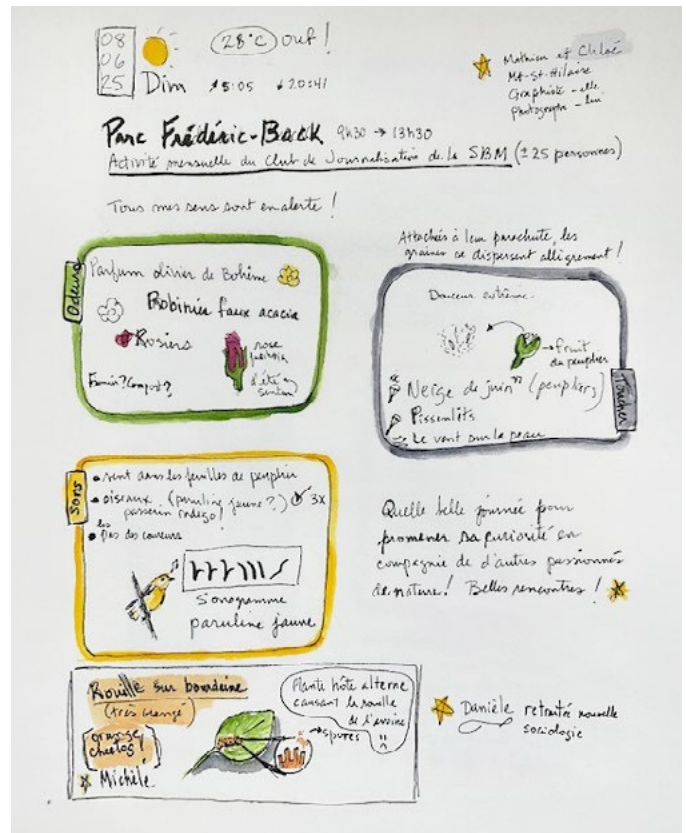 08
06
25
28°C ouf !
Dim ↗ 5:05 ↙ 20:41
Mathieu et Chloé
Mt-St-Hilaire
Graphiste - elle
Photographe - lui
Parc Frédéric-Back 9h30 → 13h30
Activité mensuelle du Club de Journalisation de la SBM (± 25 personnes)
Tous mes sens sont en alerte !
Odeurs
Parfum olivier de Bohème
Robinier faux acacia
Rosiers
rose
d'été
Fumier? Compost?
Attachées à leur parachute, les
graines se dispersent allègrement !
Toucher
Douceur extrême.
→ fruit
du peuplier
"Neige de juin" (peupliers)
Pissenlits
Le vent sur la peau
Sons
• vent dans les feuilles de peuplier
• oiseaux (paruline jaune ?) 3X
passerin indigo !
• les pas des coureurs
sonogramme
paruline jaune
Quelle belle journée pour
promener sa curiosité en
compagnie de d'autres passionnés
de nature ! Belles rencontres !
Rouille sur bourdaine
(très orangé)
orange
cheetos
Michèle
Plante hôte alterne
causant la rouille
de l'avoine
→ spores
Danièle retraitée nouvelle
sociologie